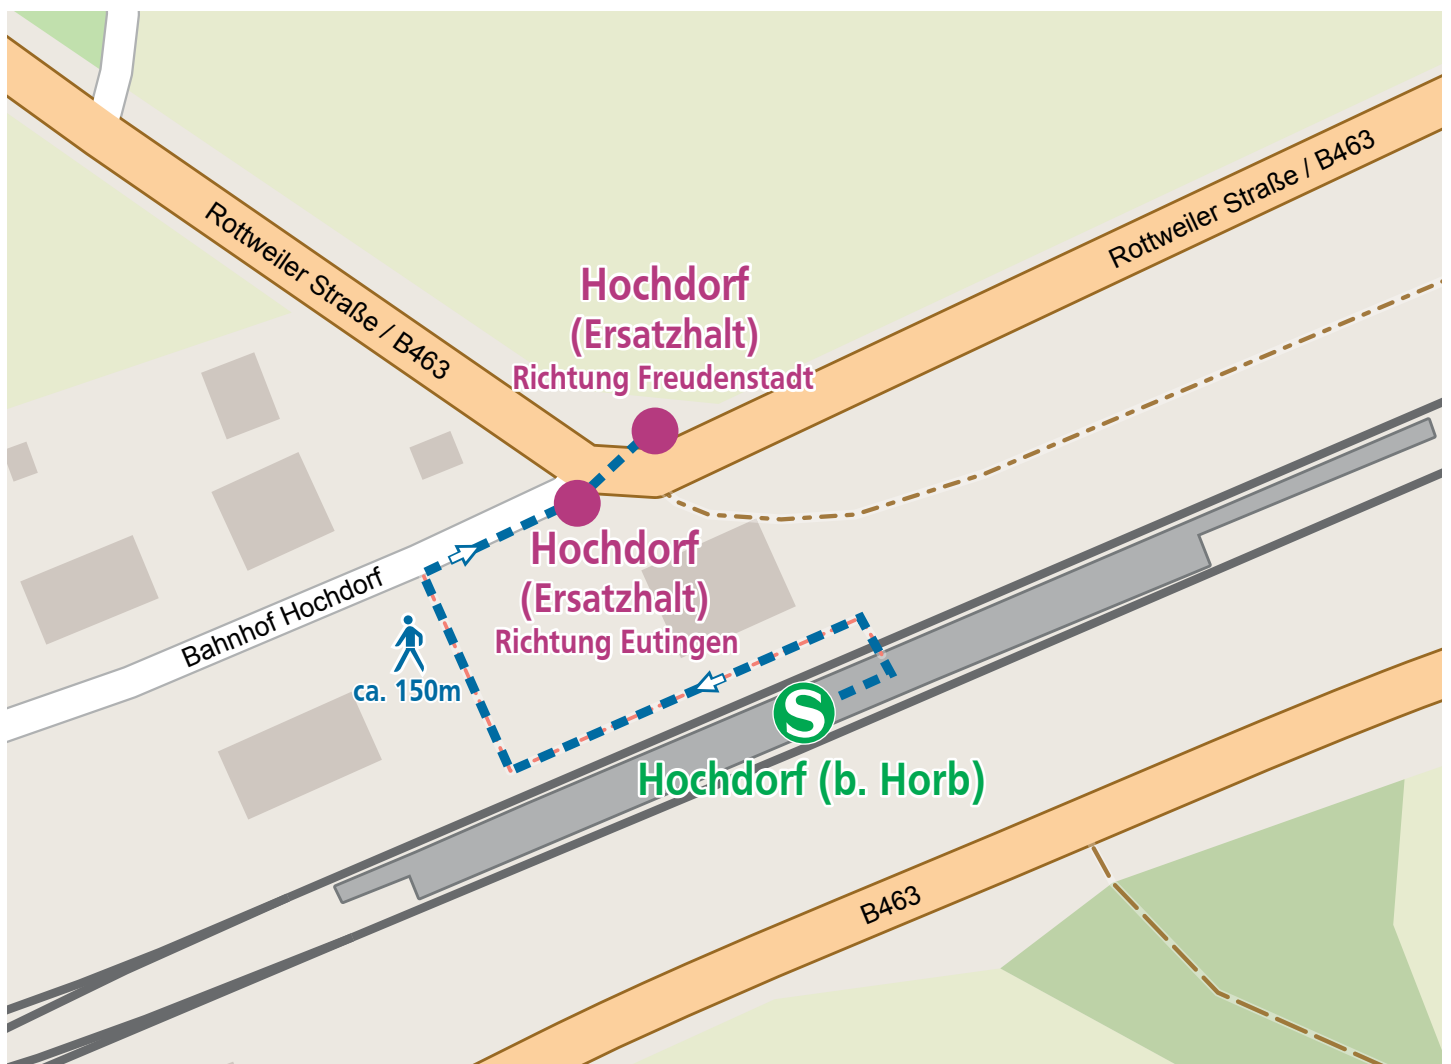 Rottweiler Straße / B463
Rottweiler Straße / B463
Hochdorf
(Ersatzhalt)
Richtung Freudenstadt
Hochdorf
(Ersatzhalt)
Richtung Eutingen
Bahnhof Hochdorf
ca. 150m
S
Hochdorf (b. Horb)
B463